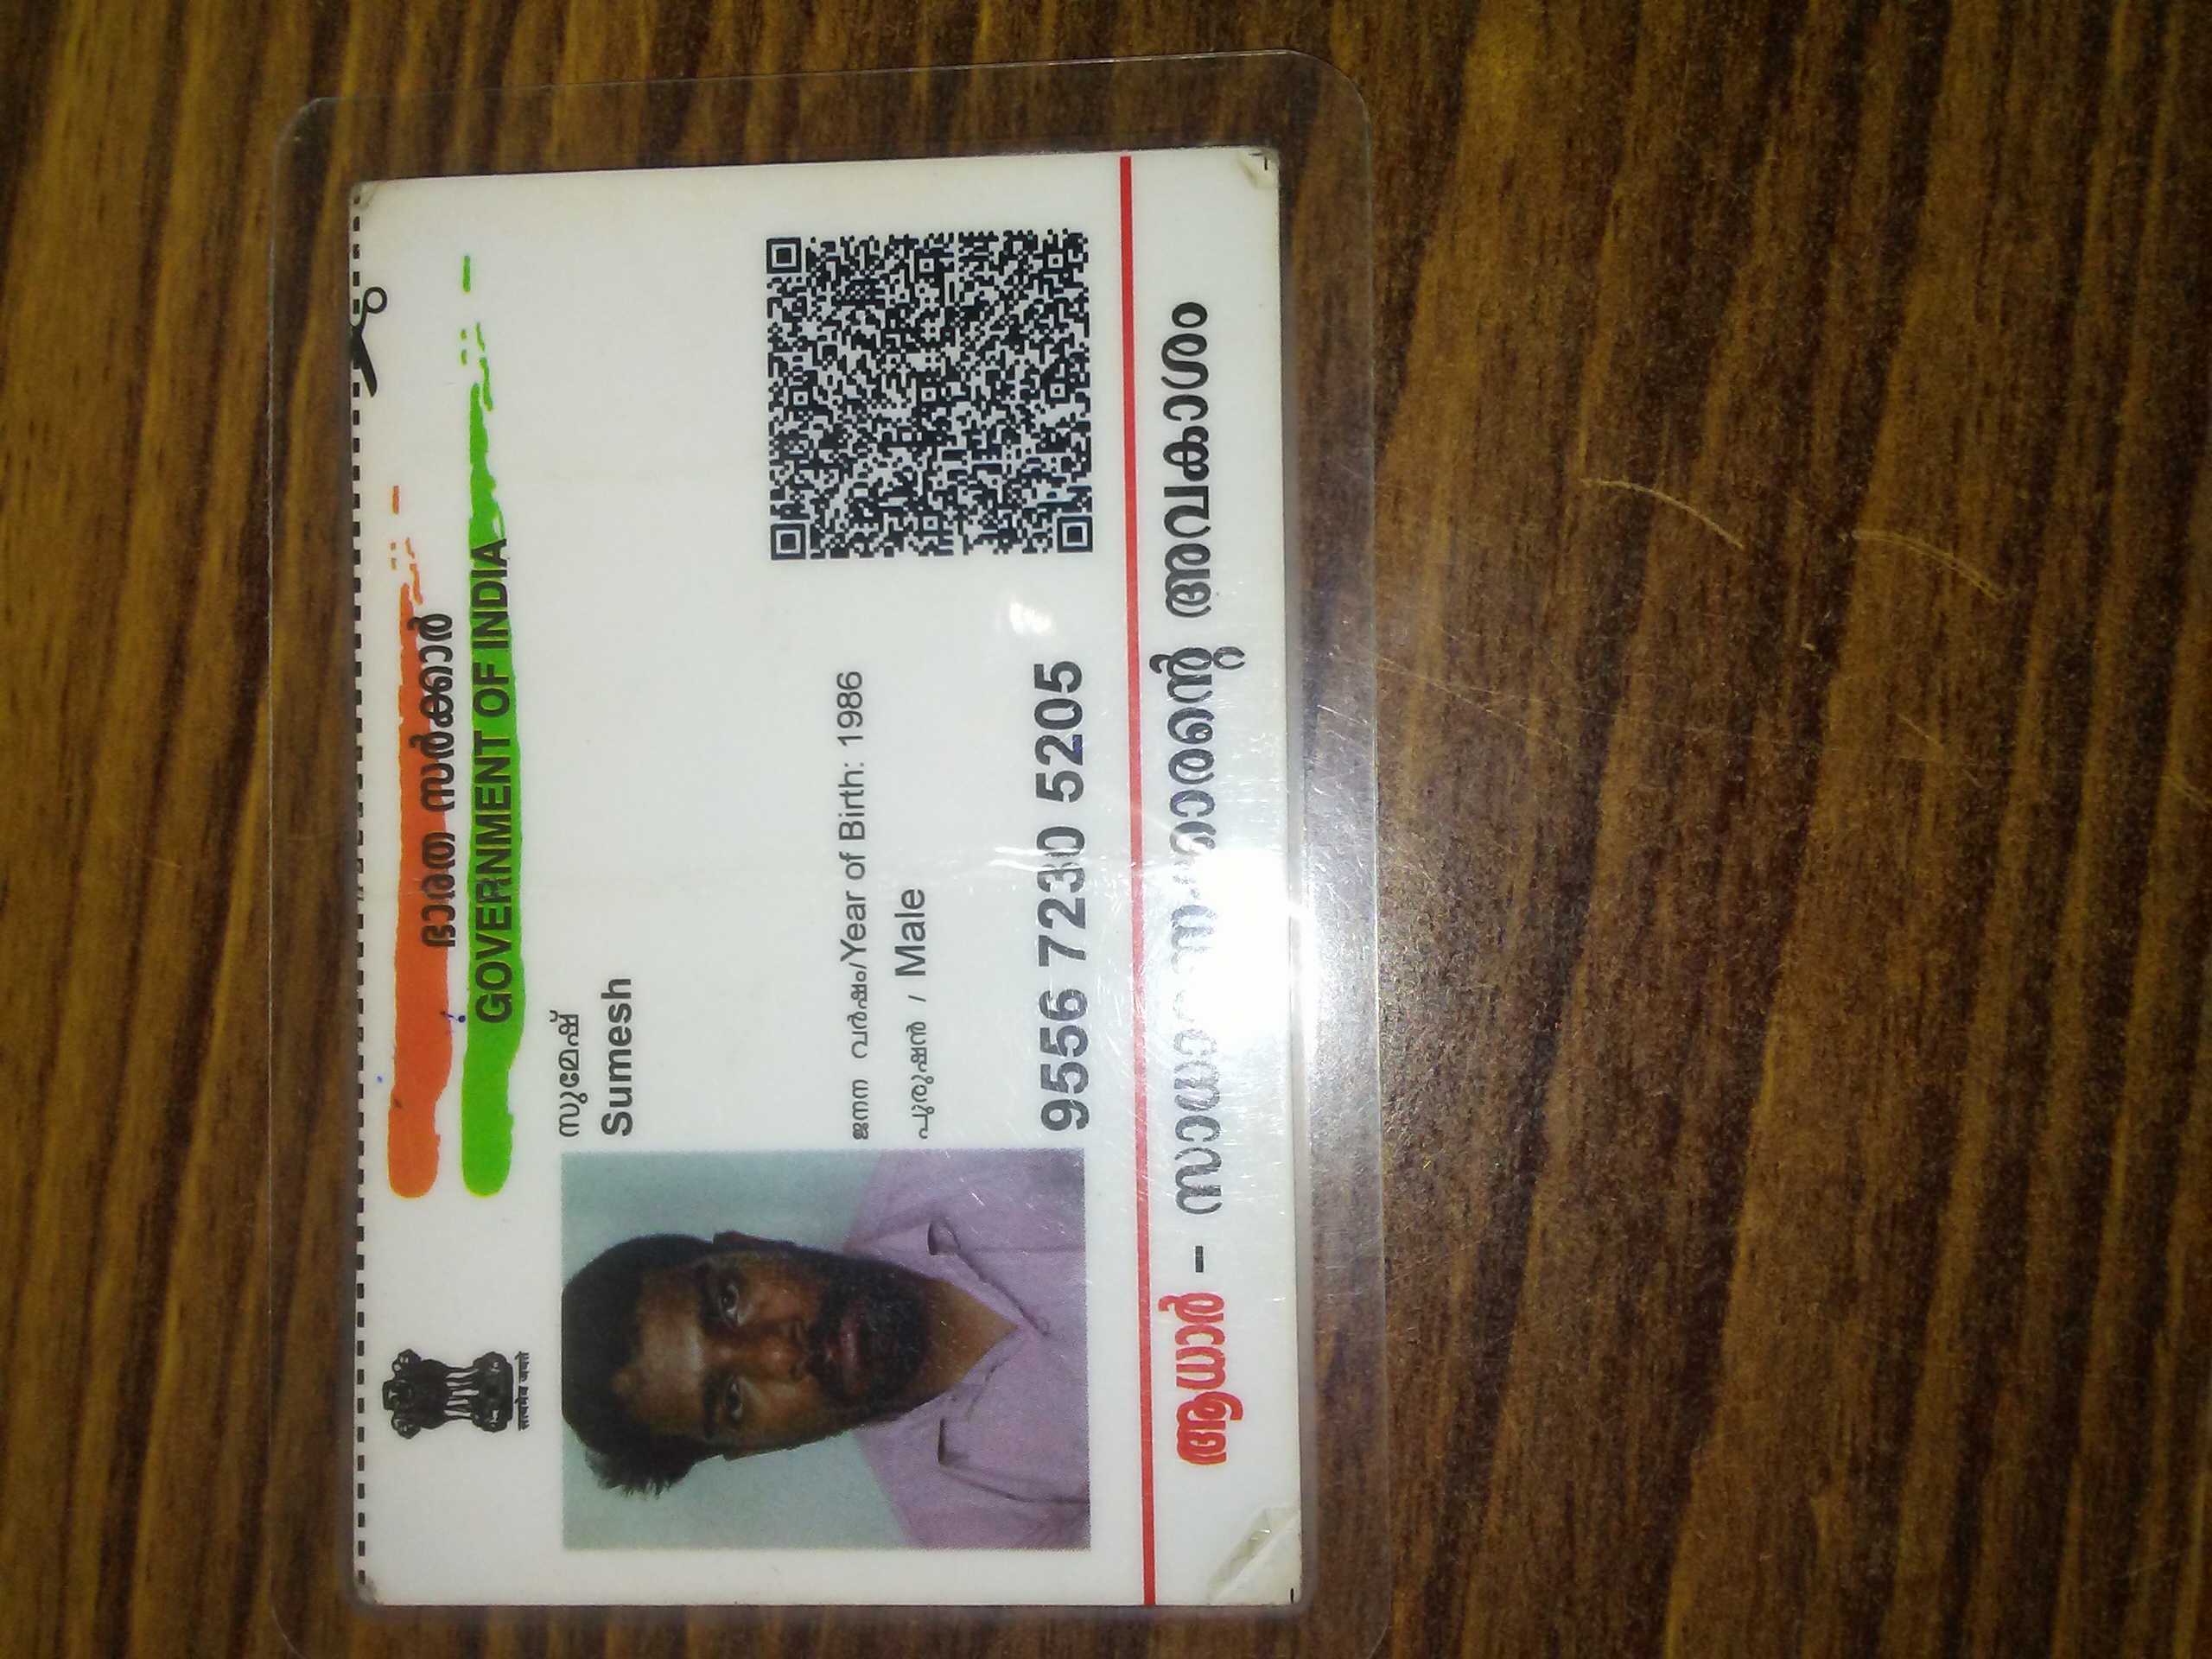 ഭാരത സർക്കാർ
GOVERNMENT OF INDIA
सत्यमेव जयते
സുമേഷ്
Sumesh
ജനന വർഷം/Year of Birth: 1986
പുരുഷൻ / Male
9556 7230 5205
ആധാർ - സാധാരണക്കാരന്റെ അവകാശം